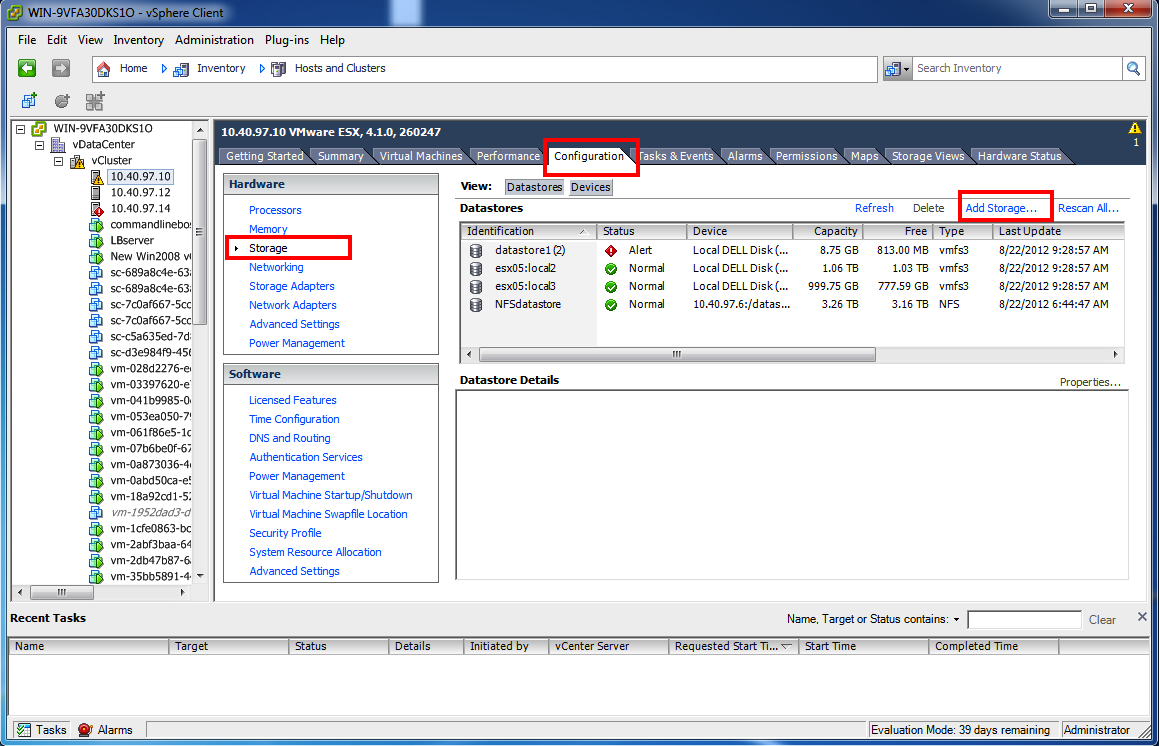 WIN-9VFA30DKS1O - vSphere Client
File Edit View Inventory Administration Plug-ins Help
Home Inventory Hosts and Clusters
Search Inventory
WIN-9VFA30DKS1O
vDataCenter
vCluster
10.40.97.10
10.40.97.12
10.40.97.14
commandlinebo
LBserver
New Win2008 v
sc-689a8c4e-63
sc-689a8c4e-63
sc-7c0af667-5cc
sc-7c0af667-5cc
sc-c5a635ed-7d
sc-d3e984f9-456
vm-028d2276-e
vm-03397620-e
vm-041b9985-0
vm-053ea050-79
vm-061f86e5-1c
vm-07b6be0f-67
vm-0a873036-4
vm-0abd50ca-e
vm-18a92cd1-52
vm-1952dad3-d
vm-1cfe0863-bc
vm-2abf3baa-64
vm-2db47b87-6
vm-35bb5891-4
10.40.97.10 VMware ESX, 4.1.0, 260247
1
Getting Started Summary Virtual Machines Performance Configuration Tasks & Events Alarms Permissions Maps Storage Views Hardware Status
Hardware
Processors
Memory
Storage
Networking
Storage Adapters
Network Adapters
Advanced Settings
Power Management
Software
Licensed Features
Time Configuration
DNS and Routing
Authentication Services
Power Management
Virtual Machine Startup/Shutdown
Virtual Machine Swapfile Location
Security Profile
System Resource Allocation
Advanced Settings
View: Datastores Devices
Datastores Refresh Delete Add Storage... Rescan All...
Identification Status Device Capacity Free Type Last Update
datastore1 (2) Alert Local DELL Disk (... 8.75 GB 813.00 MB vmfs3 8/22/2012 9:28:57 AM
esx05:local2 Normal Local DELL Disk (... 1.06 TB 1.03 TB vmfs3 8/22/2012 9:28:57 AM
esx05:local3 Normal Local DELL Disk (... 999.75 GB 777.59 GB vmfs3 8/22/2012 9:28:57 AM
NFSdatastore Normal 10.40.97.6:/datas... 3.26 TB 3.16 TB NFS 8/22/2012 6:44:47 AM
Datastore Details
Properties...
Recent Tasks
Name, Target or Status contains: Clear
Name Target Status Details Initiated by vCenter Server Requested Start Ti... Start Time Completed Time
Tasks Alarms
Evaluation Mode: 39 days remaining Administrator